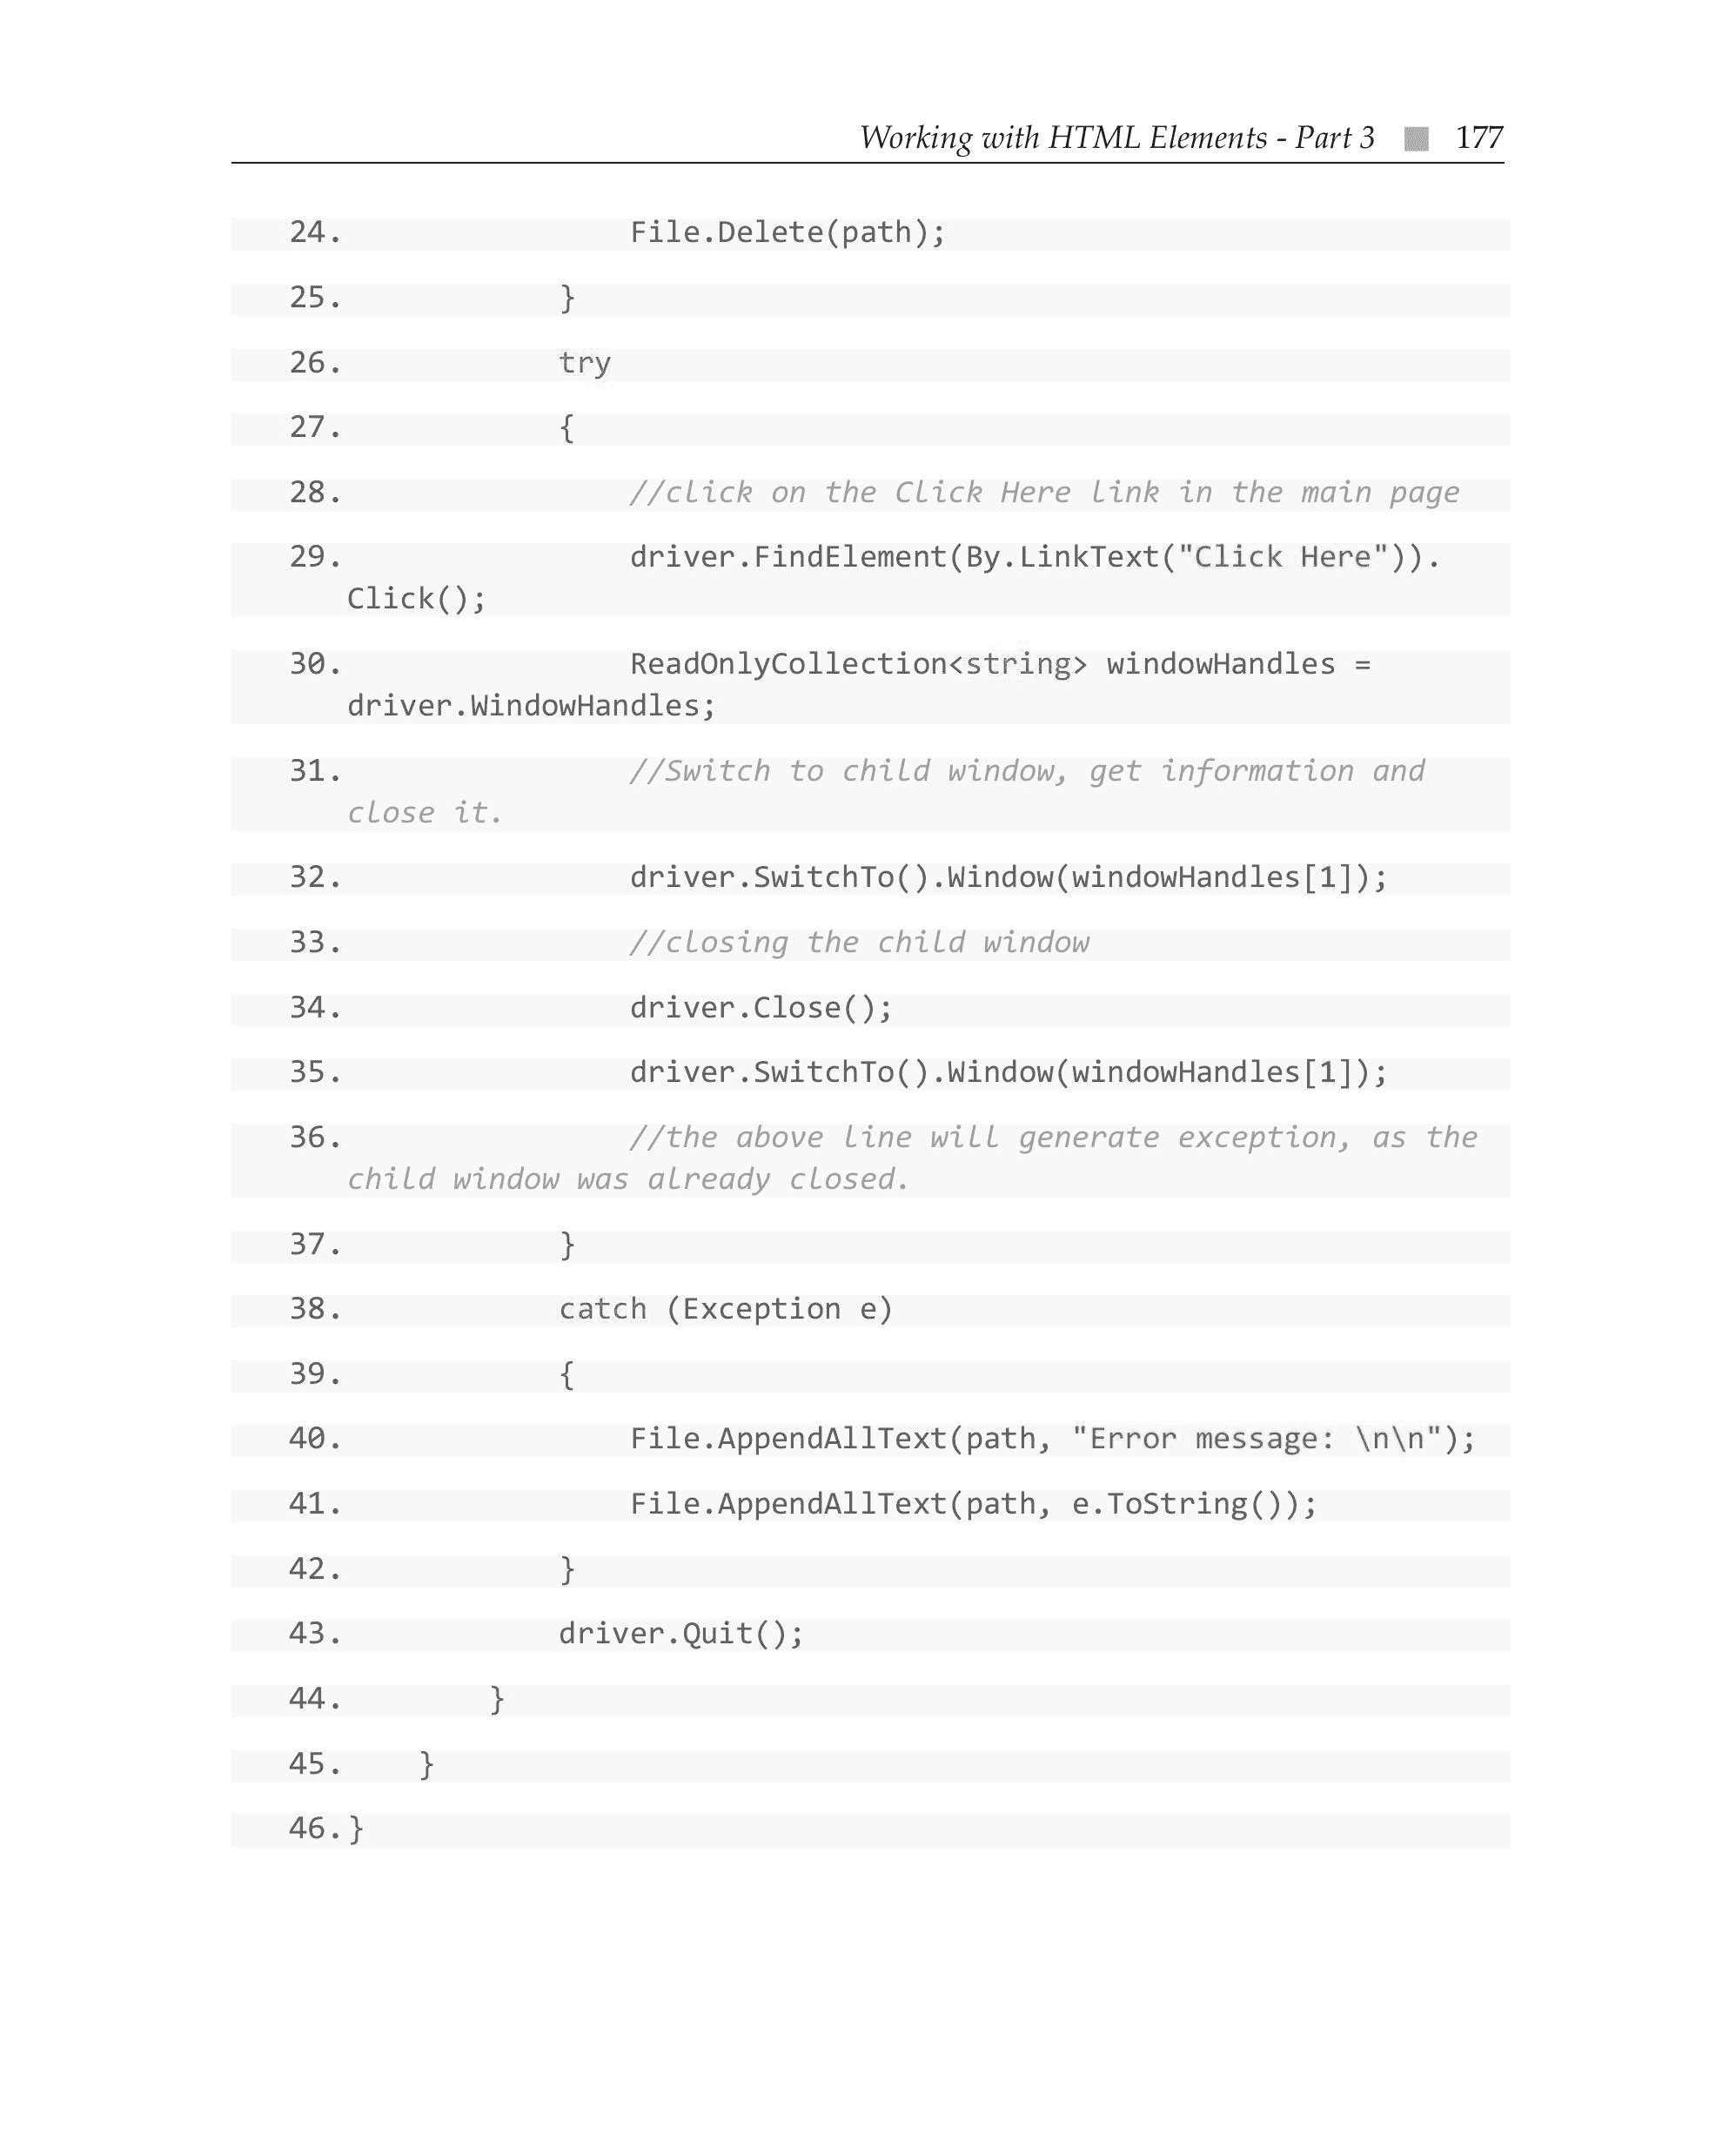 Working with HTML Elements - Part 3 ■ 177
24. File.Delete(path);
25. }
26. try
27. {
28. //click on the Click Here link in the main page
29. driver.FindElement(By.LinkText("Click Here")).
Click();
30. ReadOnlyCollection<string> windowHandles =
driver.WindowHandles;
31. //Switch to child window, get information and
close it.
32. driver.SwitchTo().Window(windowHandles[1]);
33. //closing the child window
34. driver.Close();
35. driver.SwitchTo().Window(windowHandles[1]);
36. //the above line will generate exception, as the
child window was already closed.
37. }
38. catch (Exception e)
39. {
40. File.AppendAllText(path, "Error message: \n\n");
41. File.AppendAllText(path, e.ToString());
42. }
43. driver.Quit();
44. }
45. }
46. }